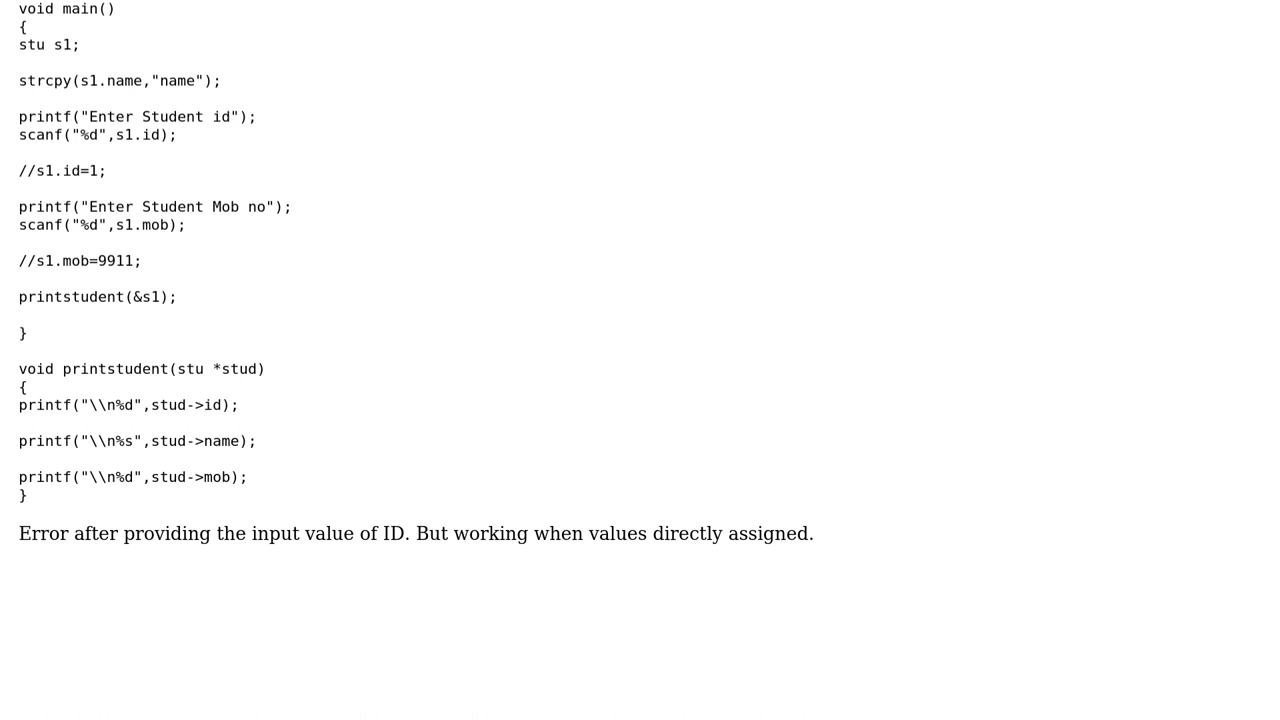 void main()
{
stu s1;
strcpy(s1.name,"name");
printf("Enter Student id");
scanf("%d",s1.id);
//s1.id=1;
printf("Enter Student Mob no");
scanf("%d",s1.mob);
//s1.mob=9911;
printstudent(&s1);
}
void printstudent(stu *stud)
{
printf("\\n%d",stud->id);
printf("\\n%s",stud->name);
printf("\\n%d",stud->mob);
}
Error after providing the input value of ID. But working when values directly assigned.